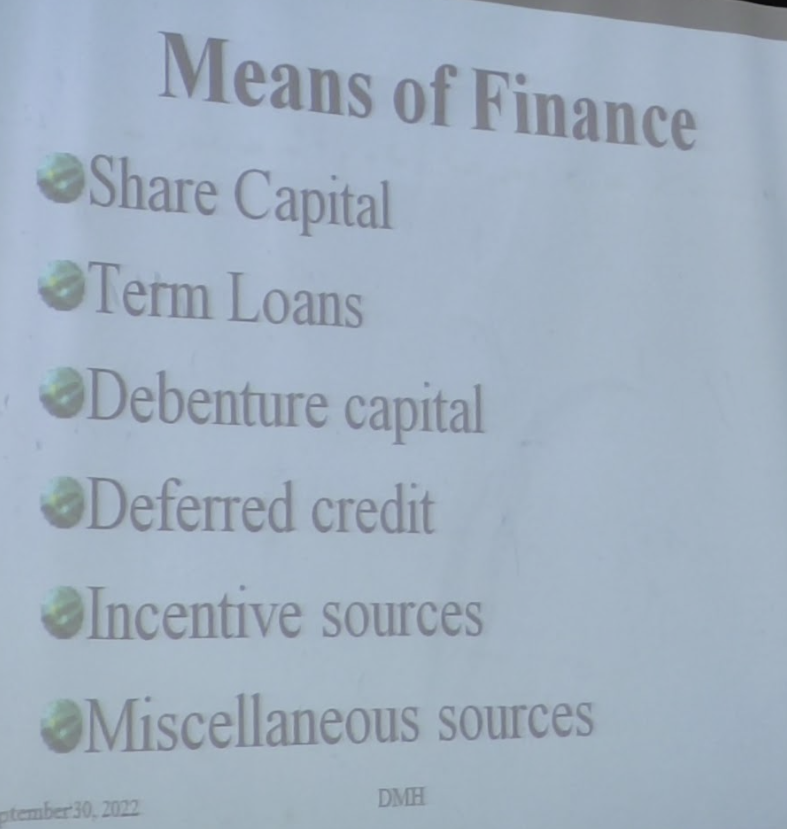 Means of Finance
Share Capital
Term Loans
Debenture capital
Deferred credit
Incentive sources
Miscellaneous sources
ptember30, 2022
DMH